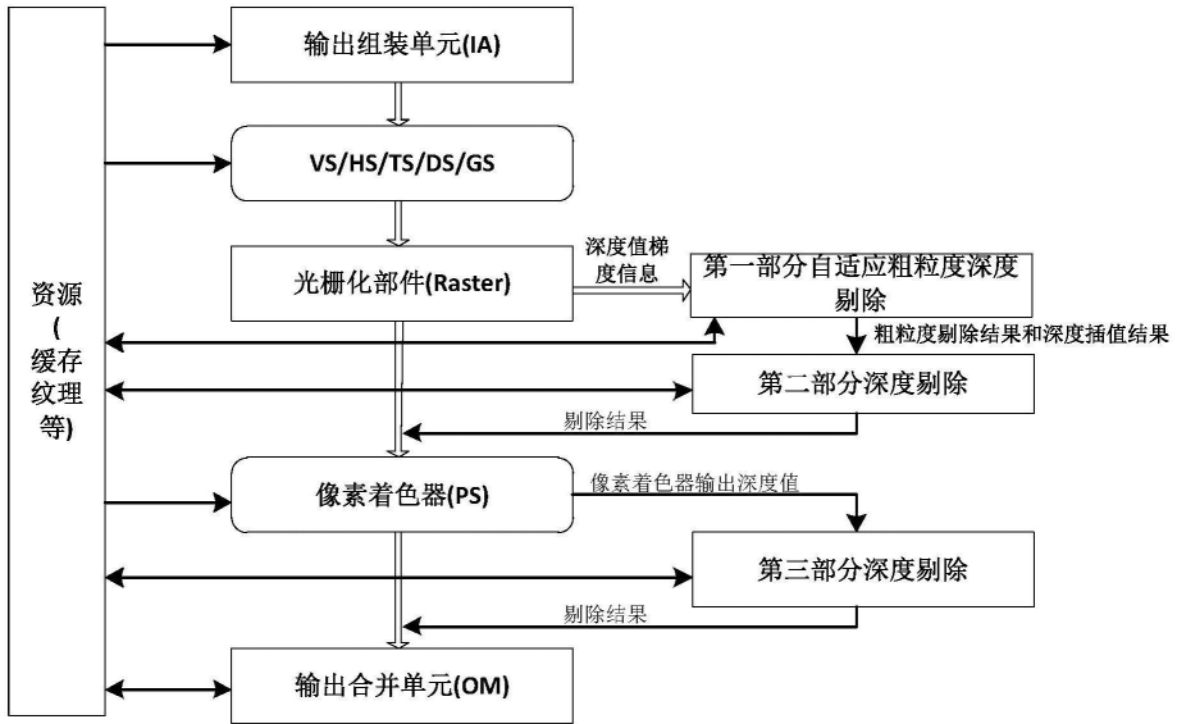 输出组装单元(IA)
VS/HS/TS/DS/GS
光栅化部件(Raster)
深度值梯
度信息
第一部分自适应粗粒度深度
剔除
资源
(
缓存
纹理
等)
粗粒度剔除结果和深度插值结果
第二部分深度剔除
剔除结果
像素着色器(PS)
像素着色器输出深度值
第三部分深度剔除
剔除结果
输出合并单元(OM)